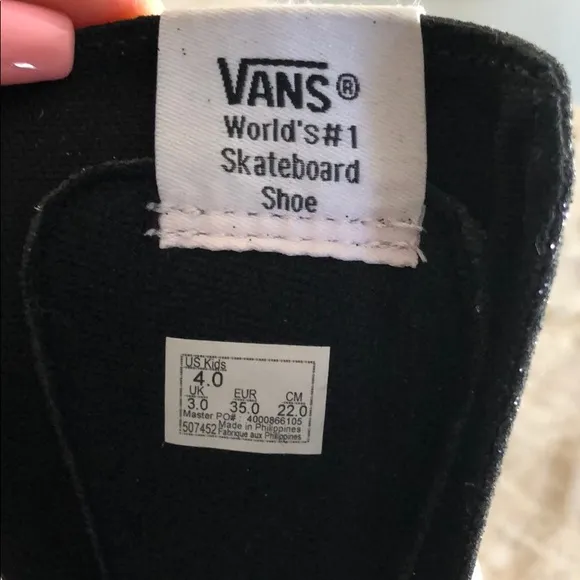 VANS®
World's#1
Skateboard
Shoe
US Kids
4.0
UK EUR CM
3.0 35.0 22.0
Master PO# : 4000866105
507452 Made in Philippines
Fabrique aux Philippines